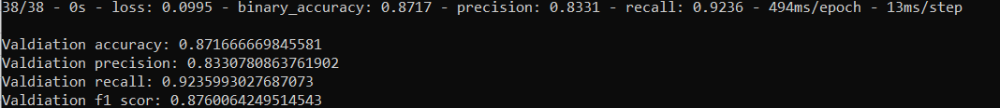 38/38 - 0s - loss: 0.0995 - binary_accuracy: 0.8717 - precision: 0.8331 - recall: 0.9236 - 494ms/epoch - 13ms/step
Valdiation accuracy: 0.871666669845581
Valdiation precision: 0.8330780863761902
Valdiation recall: 0.9235993027687073
Valdiation f1 scor: 0.8760064249514543